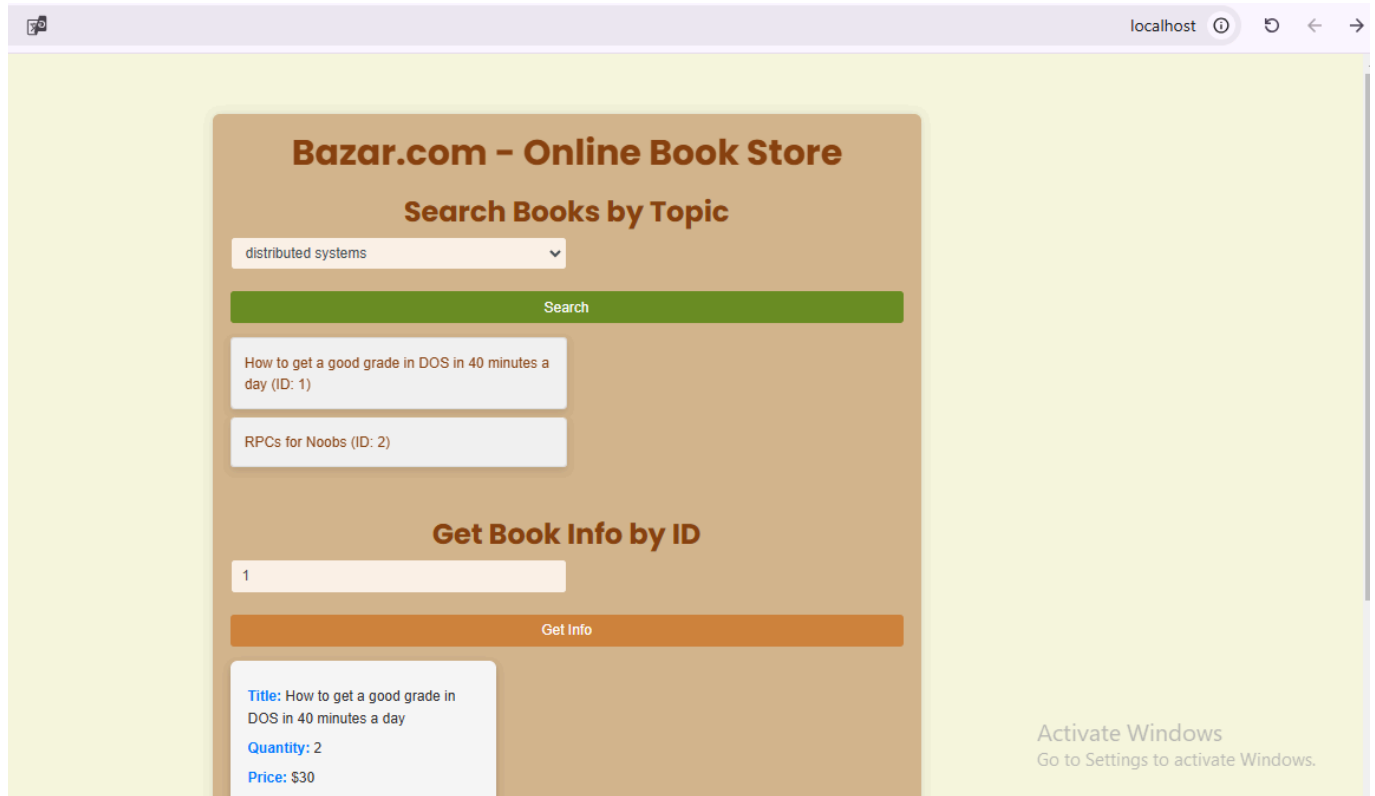 localhost
Bazar.com - Online Book Store
Search Books by Topic
distributed systems
Search
How to get a good grade in DOS in 40 minutes a
day (ID: 1)
RPCs for Noobs (ID: 2)
Get Book Info by ID
1
Get Info
Title: How to get a good grade in
DOS in 40 minutes a day
Quantity: 2
Price: $30
Activate Windows
Go to Settings to activate Windows.